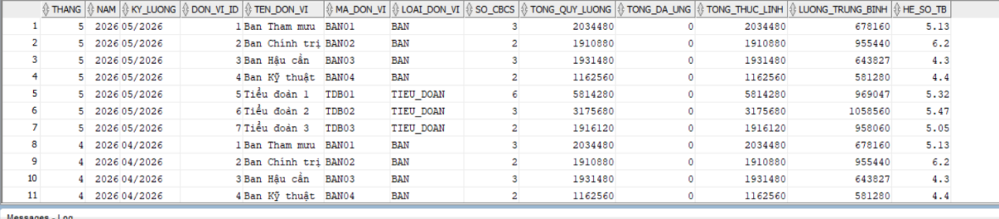 THANG NAM KY_LUONG DON_VI_ID TEN_DON_VI MA_DON_VI LOAI_DON_VI SO_CBCS TONG_QUY_LUONG TONG_DA_UNG TONG_THUC_LINH LUONG_TRUNG_BINH HE_SO_TB
1 5 2026 05/2026 1 Ban Tham mưu BAN01 BAN 3 2034480 0 2034480 678160 5.13
2 5 2026 05/2026 2 Ban Chính trị BAN02 BAN 2 1910880 0 1910880 955440 6.2
3 5 2026 05/2026 3 Ban Hậu cần BAN03 BAN 3 1931480 0 1931480 643827 4.3
4 5 2026 05/2026 4 Ban Kỹ thuật BAN04 BAN 2 1162560 0 1162560 581280 4.4
5 5 2026 05/2026 5 Tiểu đoàn 1 TDB01 TIEU_DOAN 6 5814280 0 5814280 969047 5.32
6 5 2026 05/2026 6 Tiểu đoàn 2 TDB02 TIEU_DOAN 3 3175680 0 3175680 1058560 5.47
7 5 2026 05/2026 7 Tiểu đoàn 3 TDB03 TIEU_DOAN 2 1916120 0 1916120 958060 5.05
8 4 2026 04/2026 1 Ban Tham mưu BAN01 BAN 3 2034480 0 2034480 678160 5.13
9 4 2026 04/2026 2 Ban Chính trị BAN02 BAN 2 1910880 0 1910880 955440 6.2
10 4 2026 04/2026 3 Ban Hậu cần BAN03 BAN 3 1931480 0 1931480 643827 4.3
11 4 2026 04/2026 4 Ban Kỹ thuật BAN04 BAN 2 1162560 0 1162560 581280 4.4
Messages - Log